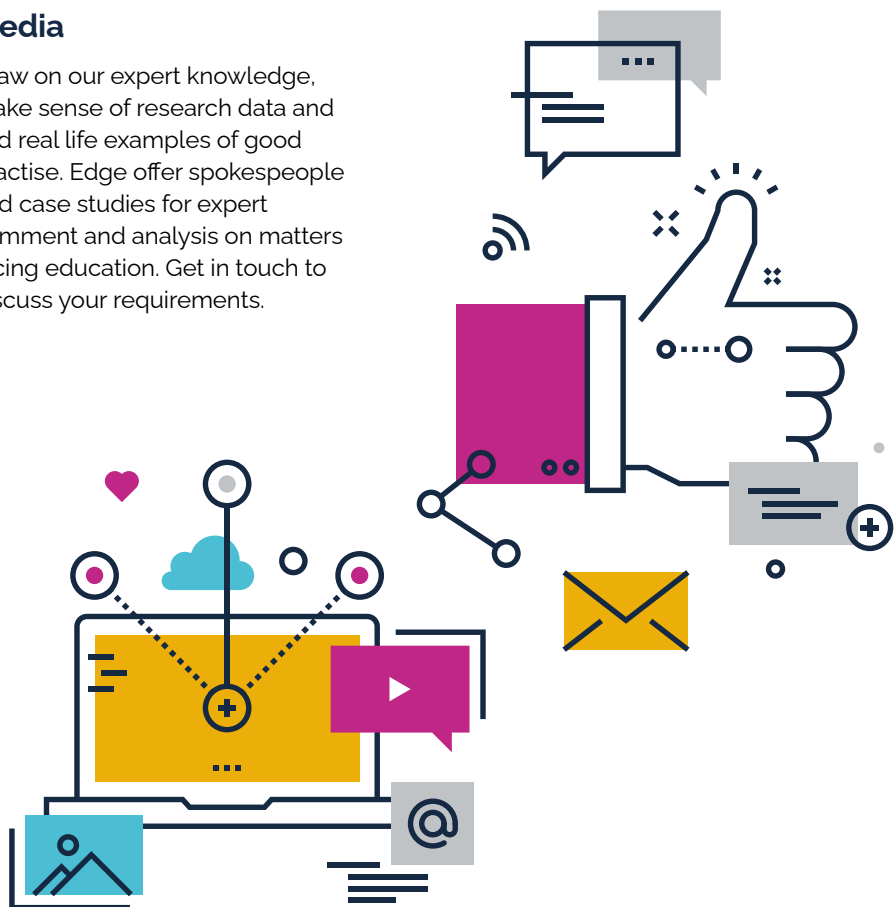 edia
aw on our expert knowledge,
ake sense of research data and
d real life examples of good
actise. Edge offer spokespeople
d case studies for expert
mment and analysis on matters
cing education. Get in touch to
scuss your requirements.
@